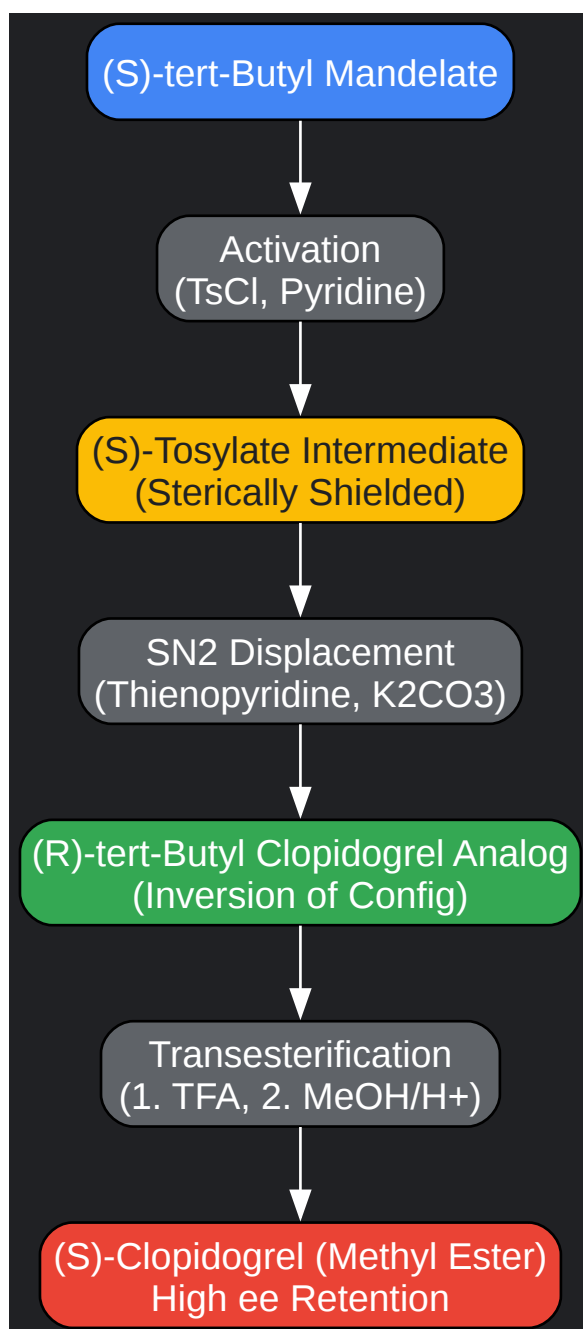 (S)-tert-Butyl Mandelate
Activation
(TsCl, Pyridine)
(S)-Tosylate Intermediate
(Sterically Shielded)
SN2 Displacement
(Thienopyridine, K2CO3)
(R)-tert-Butyl Clopidogrel Analog
(Inversion of Config)
Transesterification
(1. TFA, 2. MeOH/H+)
(S)-Clopidogrel (Methyl Ester)
High ee Retention